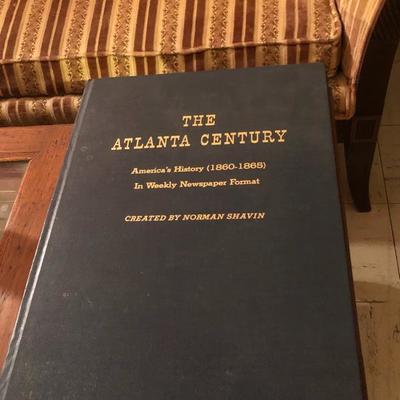 THE
ATLANTA CENTURY
America's History (1860-1865)
In Weekly Newspaper Format
CREATED BY NORMAN SHAVIN